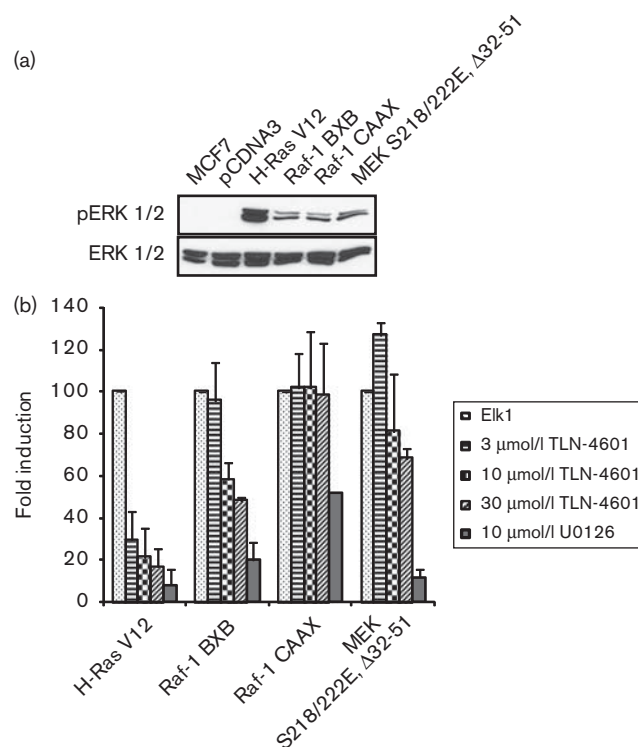 (a)
MCF7
pCDNA3
H-Ras V12
Raf-1 BXB
Raf-1 CAAX
MEK S218/222E, Δ32-51
pERK 1/2
ERK 1/2
(b)
140
120
100
80
60
40
20
0
Fold induction
H-Ras V12
Raf-1 BXB
Raf-1 CAAX
MEK
S218/222E, Δ32-51
Elk1
3 μmol/l TLN-4601
10 μmol/l TLN-4601
30 μmol/l TLN-4601
10 μmol/l U0126